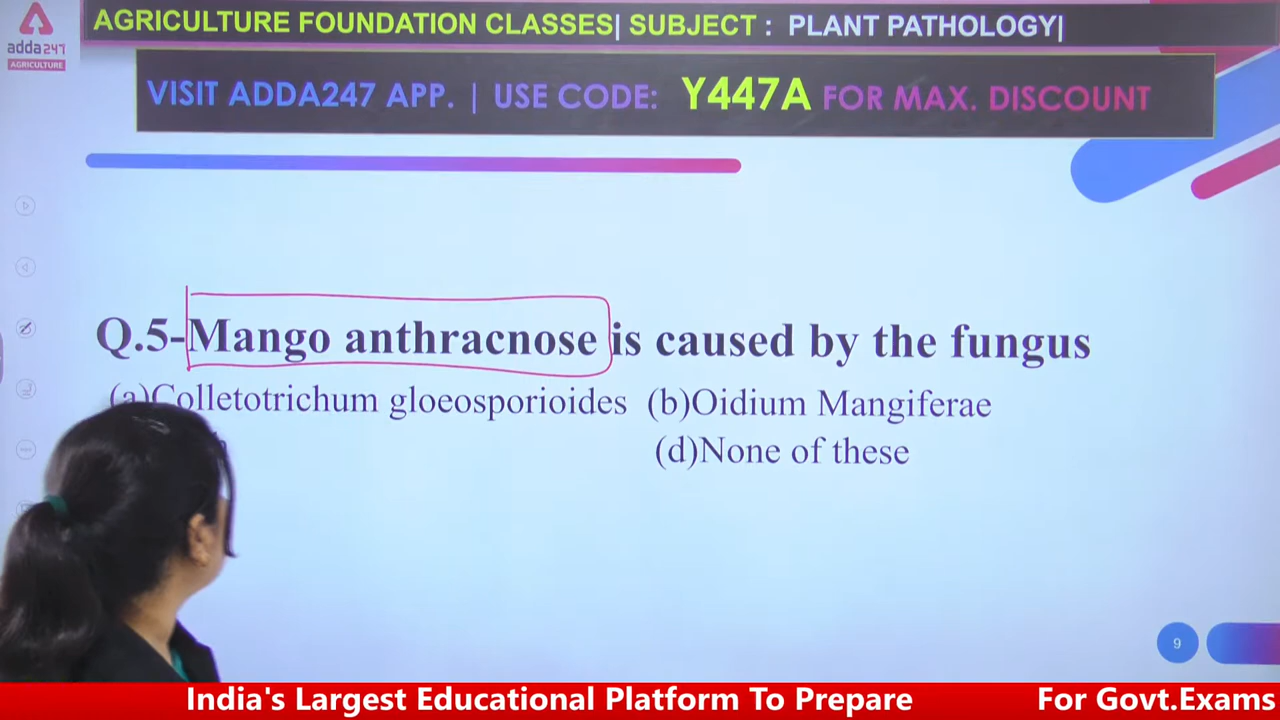 AGRICULTURE FOUNDATION CLASSES| SUBJECT : PLANT PATHOLOGY|
adda247
AGRICULTURE
VISIT ADDA247 APP. | USE CODE: Y447A FOR MAX. DISCOUNT
Q.5-Mango anthracnose is caused by the fungus
(a)Colletotrichum gloeosporioides (b)Oidium Mangiferae
(d)None of these
9
India's Largest Educational Platform To Prepare For Govt.Exams